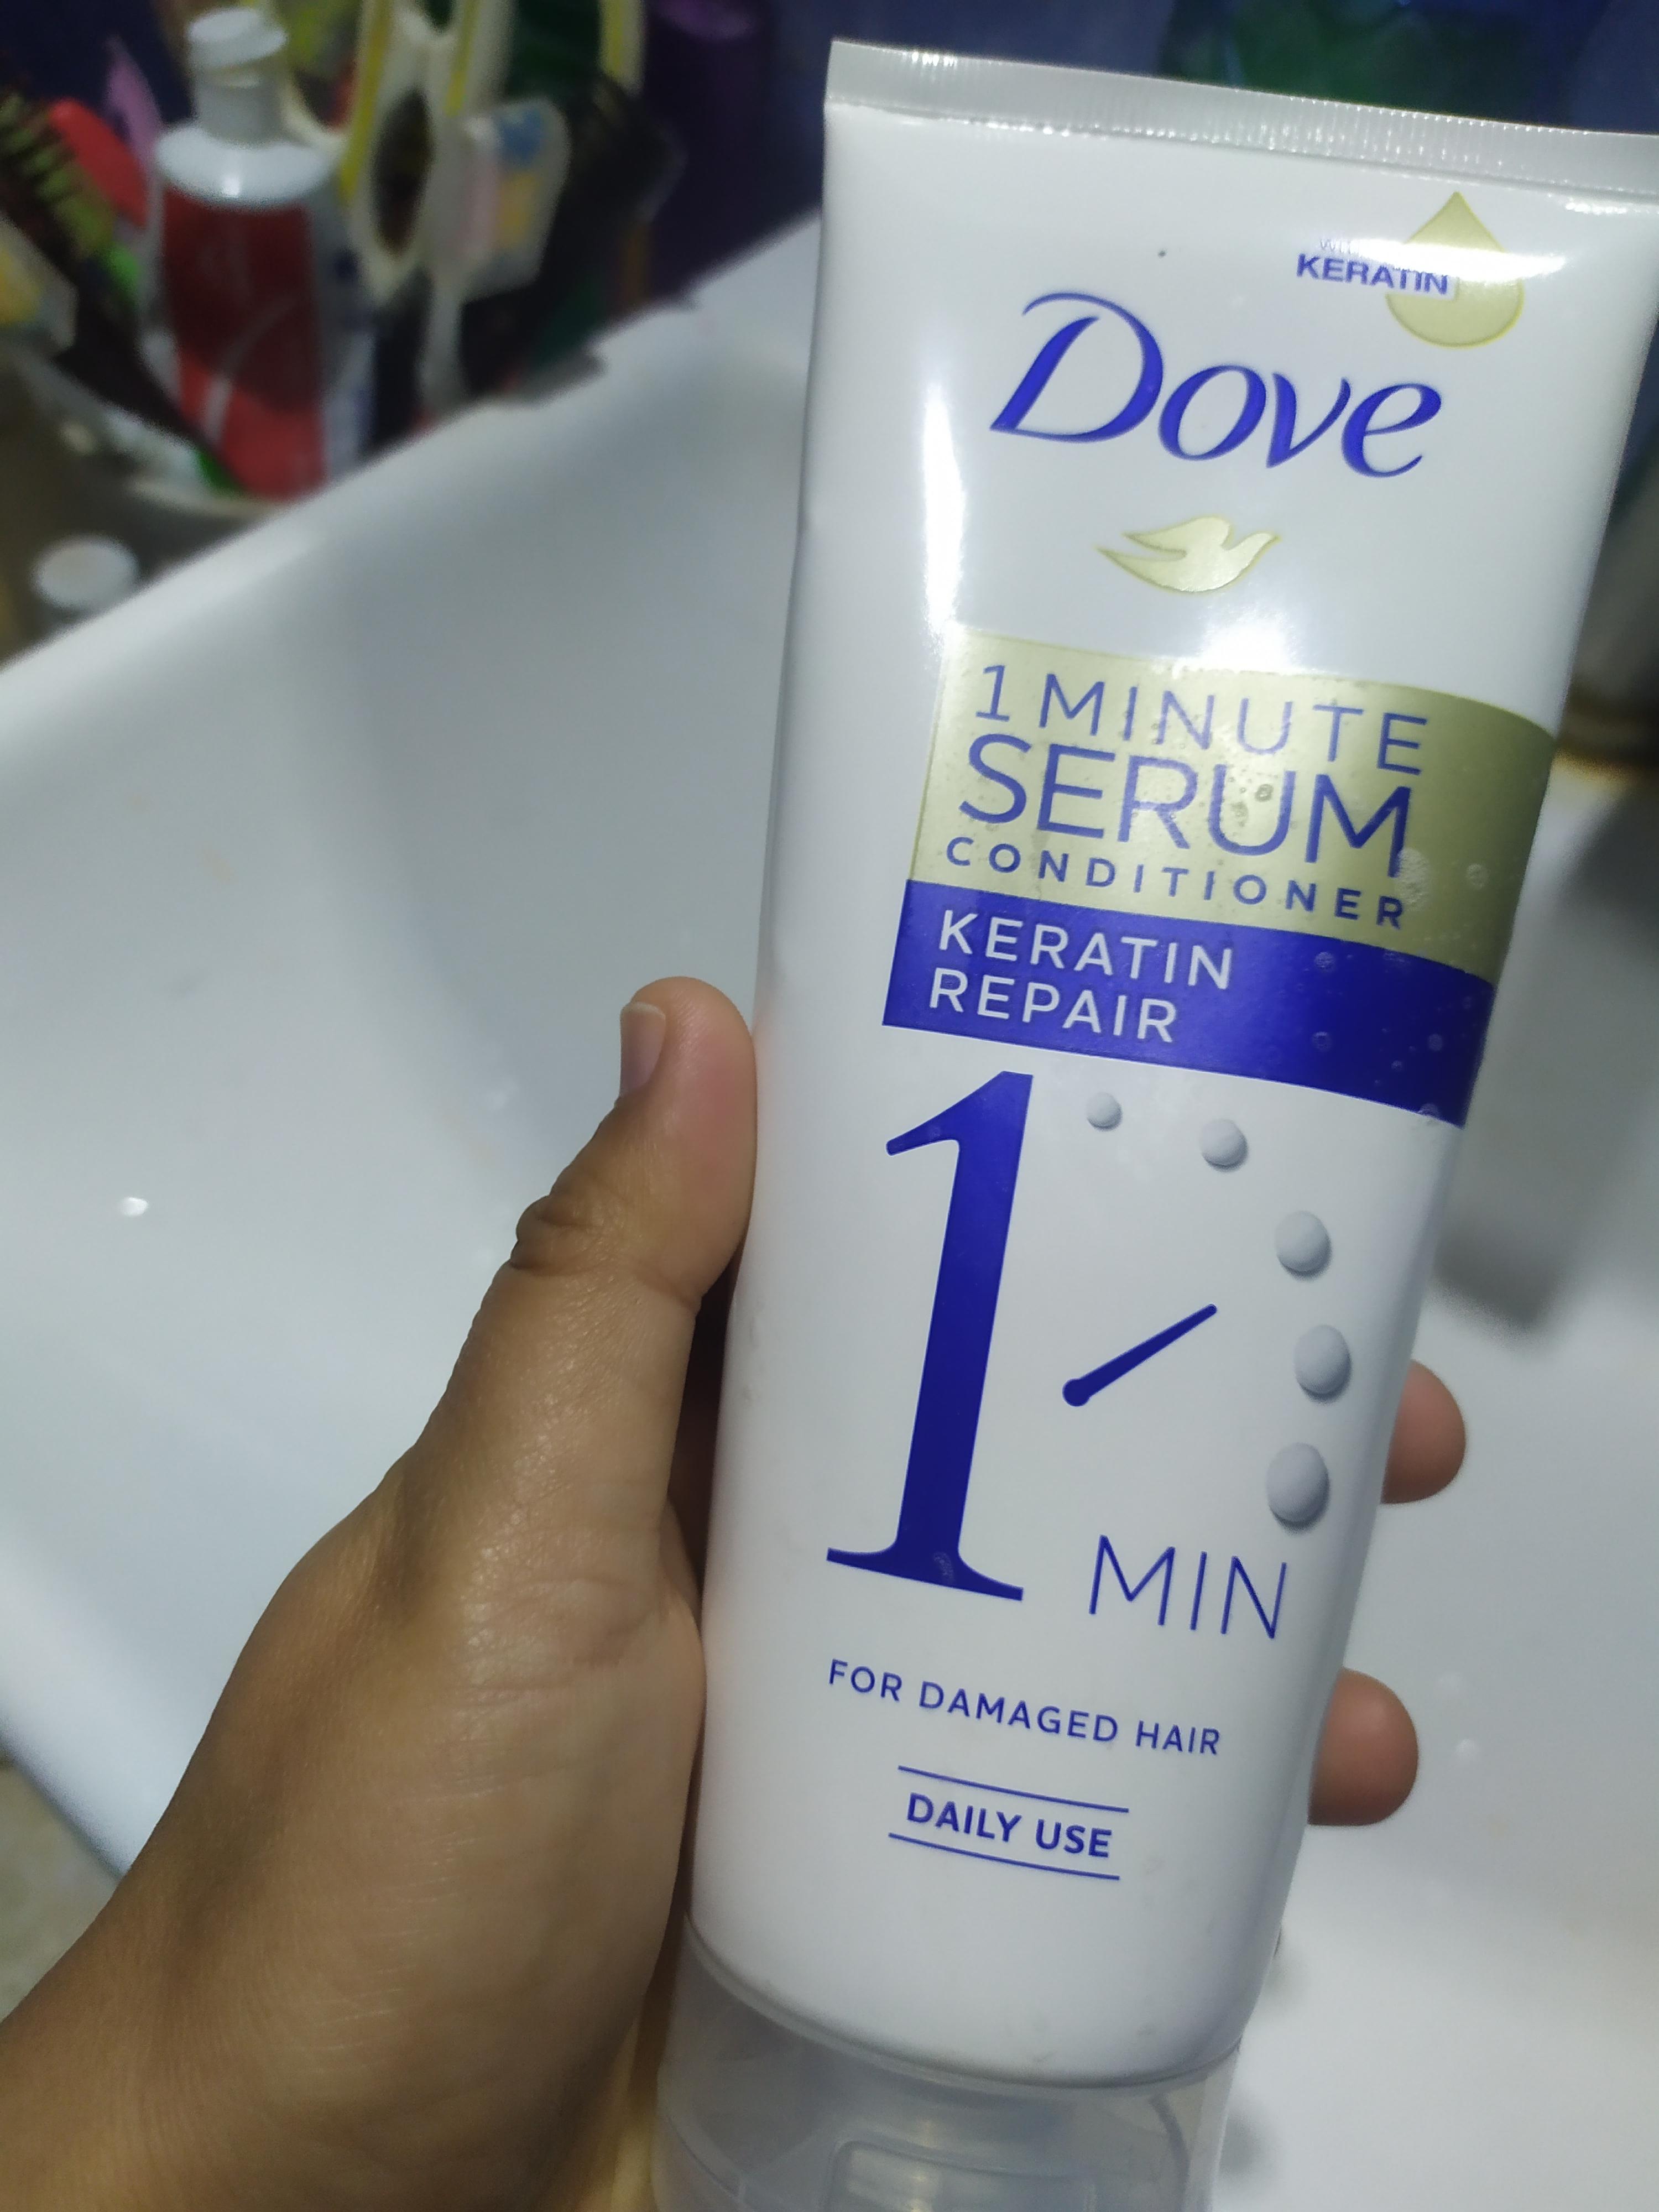 KERATIN
Dove
1 MINUTE
SERUM
CONDITIONER
KERATIN
REPAIR
1 MIN
FOR DAMAGED HAIR
DAILY USE